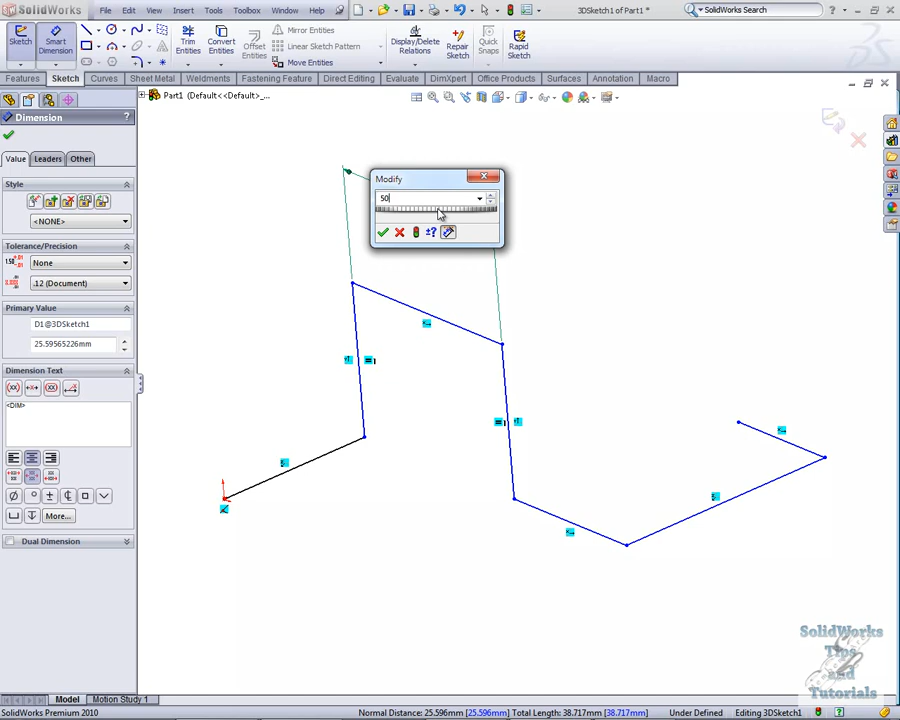 SolidWorks
File Edit View Insert Tools Toolbox Window Help
3DSketch1 of Part1 *
SolidWorks Search
Sketch
Smart Dimension
Trim Entities
Convert Entities
Offset Entities
Mirror Entities
Linear Sketch Pattern
Move Entities
Display/Delete Relations
Repair Sketch
Quick Snaps
Rapid Sketch
Features Sketch Curves Sheet Metal Weldments Fastening Feature Direct Editing Evaluate DimXpert Office Products Surfaces Annotation Macro
Part1 (Default<<Default>_...
Dimension
?
Value Leaders Other
Style
<NONE>
Tolerance/Precision
None
.12 (Document)
Primary Value
D1@3DSketch1
25.59565226mm
Dimension Text
<DIM>
More...
Dual Dimension
Modify
50
±?
SolidWorks
Tips
and
Tutorials
Model Motion Study 1
SolidWorks Premium 2010
Normal Distance: 25.596mm [25.596mm] Total Length: 38.717mm [38.717mm]
Under Defined
Editing 3DSketch1